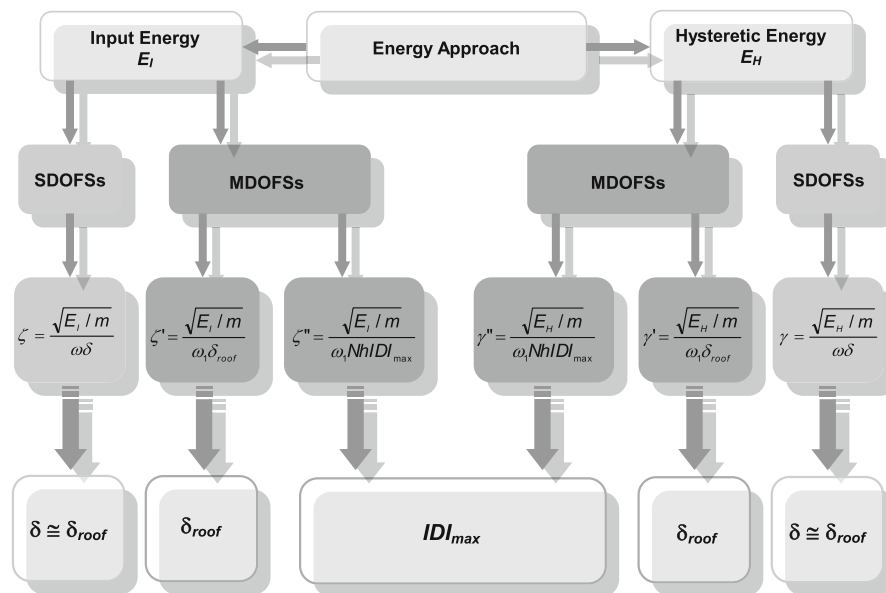 Input Energy
E_I
Energy Approach
Hysteretic Energy
E_H
SDOFSs
MDOFSs
MDOFSs
SDOFSs
ζ = √(E_I / m) / ωδ
ζ' = √(E_I / m) / ω₁δ_roof
ζ" = √(E_I / m) / ω₁NhIDI_max
γ" = √(E_H / m) / ω₁NhIDI_max
γ' = √(E_H / m) / ω₁δ_roof
γ = √(E_H / m) / ωδ
δ ≅ δ_roof
δ_roof
IDI_max
δ_roof
δ ≅ δ_roof